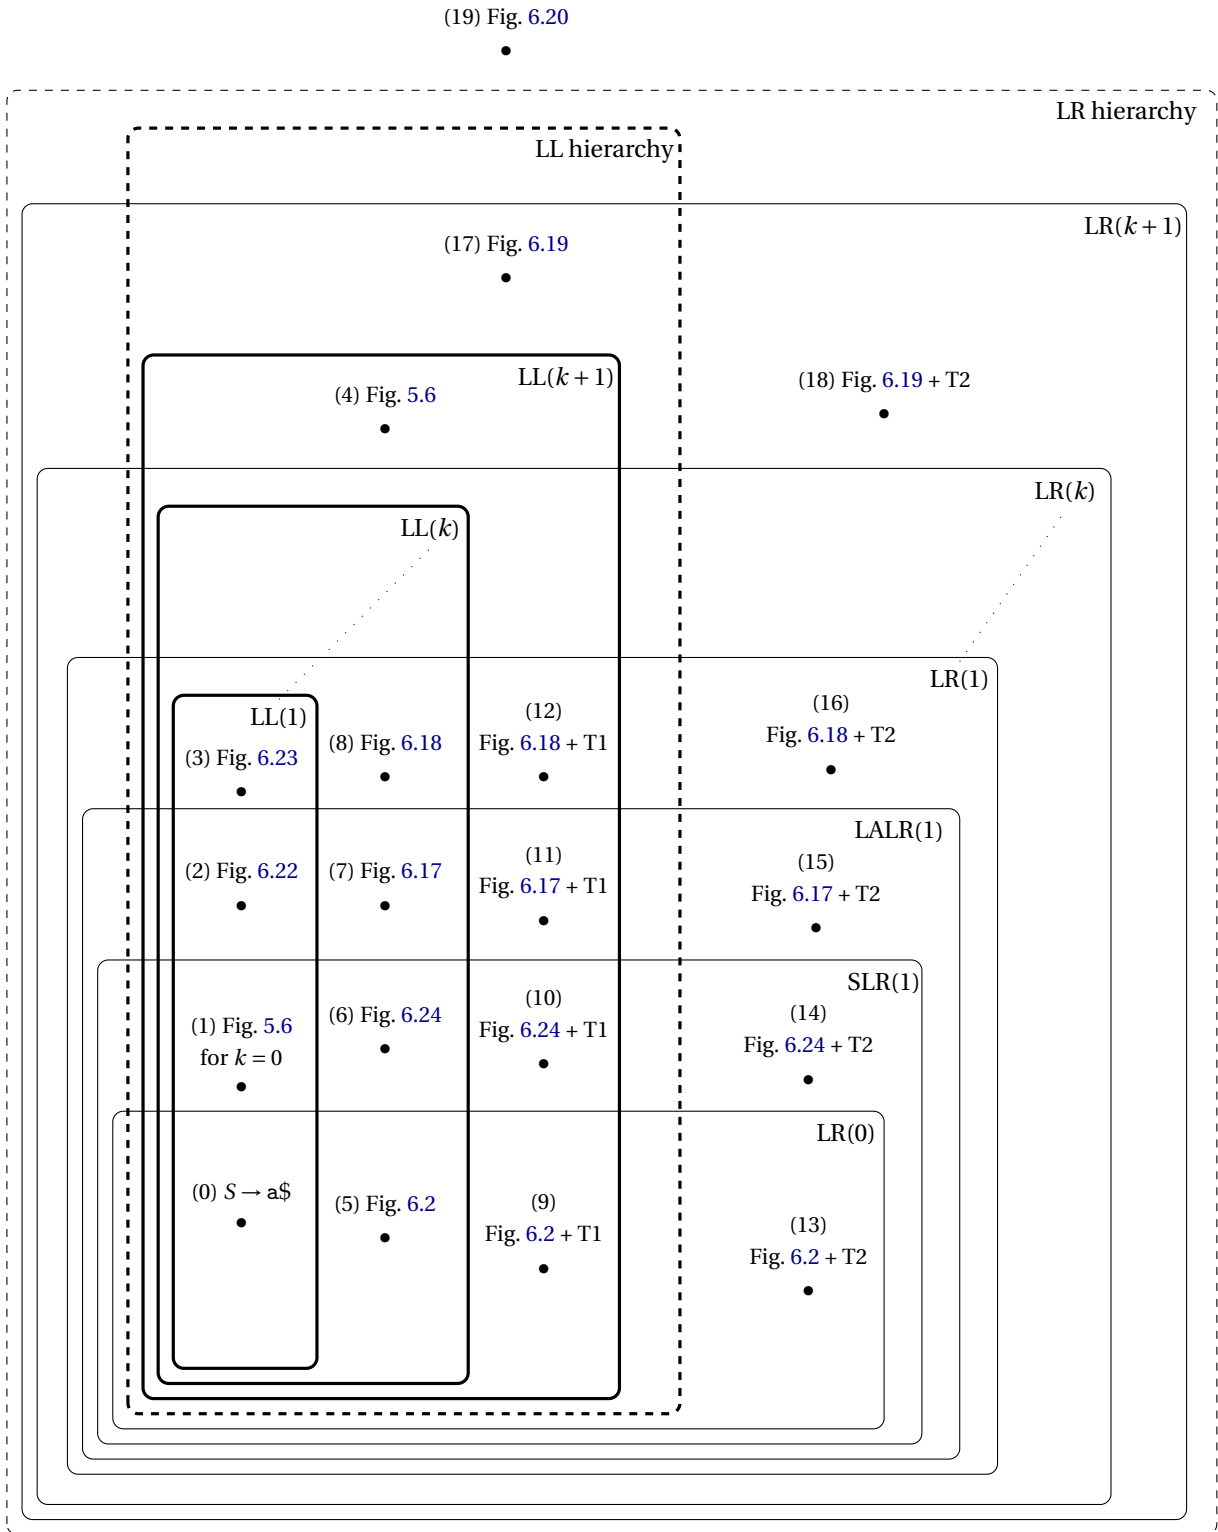 (19) Fig. 6.20
LR hierarchy
LL hierarchy
LR(k+1)
(17) Fig. 6.19
LL(k+1)
(18) Fig. 6.19 + T2
(4) Fig. 5.6
LR(k)
LL(k)
LR(1)
LL(1)
(3) Fig. 6.23
(8) Fig. 6.18
(12)
Fig. 6.18 + T1
(16)
Fig. 6.18 + T2
LALR(1)
(2) Fig. 6.22
(7) Fig. 6.17
(11)
Fig. 6.17 + T1
(15)
Fig. 6.17 + T2
SLR(1)
(1) Fig. 5.6
for k = 0
(6) Fig. 6.24
(10)
Fig. 6.24 + T1
(14)
Fig. 6.24 + T2
LR(0)
(0) S → a$
(5) Fig. 6.2
(9)
Fig. 6.2 + T1
(13)
Fig. 6.2 + T2